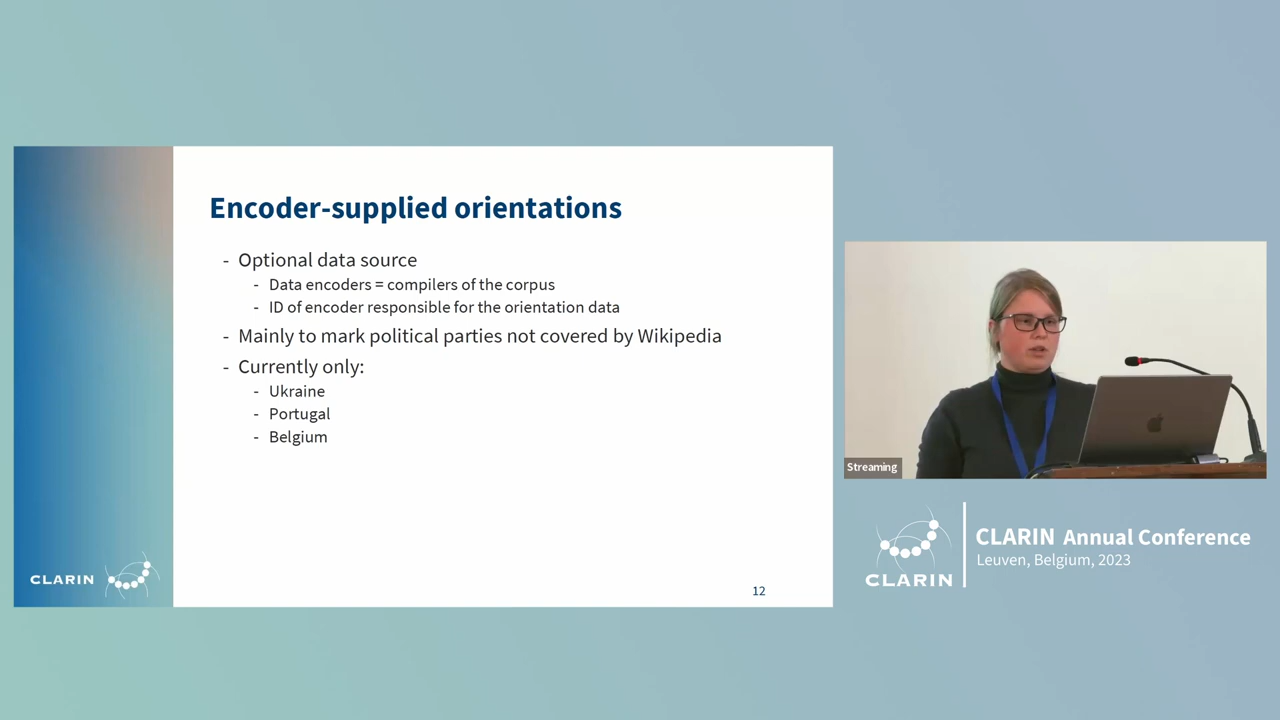 Encoder-supplied orientations
- Optional data source
- Data encoders = compilers of the corpus
- ID of encoder responsible for the orientation data
- Mainly to mark political parties not covered by Wikipedia
- Currently only:
- Ukraine
- Portugal
- Belgium
CLARIN
12
Streaming
CLARIN
CLARIN Annual Conference
Leuven, Belgium, 2023